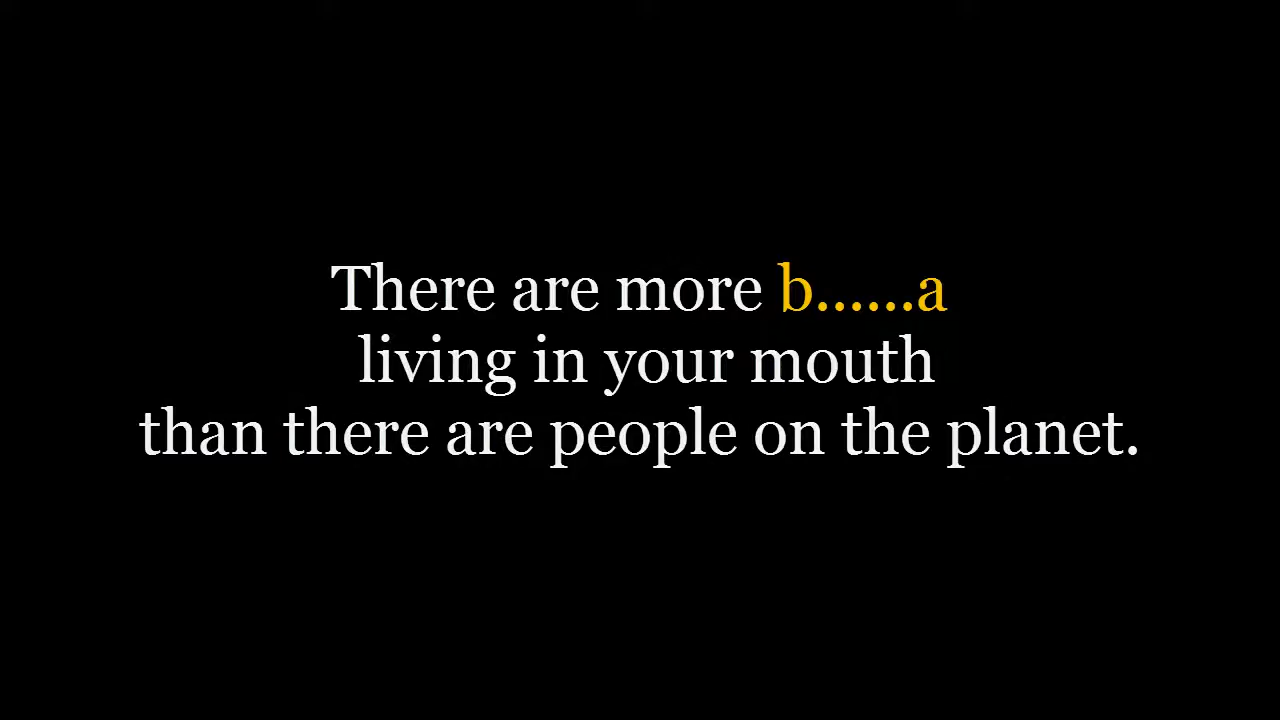 There are more b......a
living in your mouth
than there are people on the planet.